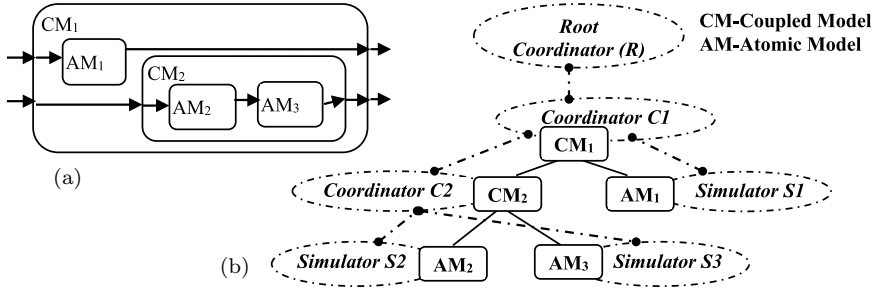 CM1
AM1
CM2
AM2
AM3
(a)
Root
Coordinator (R)
CM-Coupled Model
AM-Atomic Model
Coordinator C1
CM1
Coordinator C2
CM2
AM1
Simulator S1
(b)
Simulator S2
AM2
AM3
Simulator S3